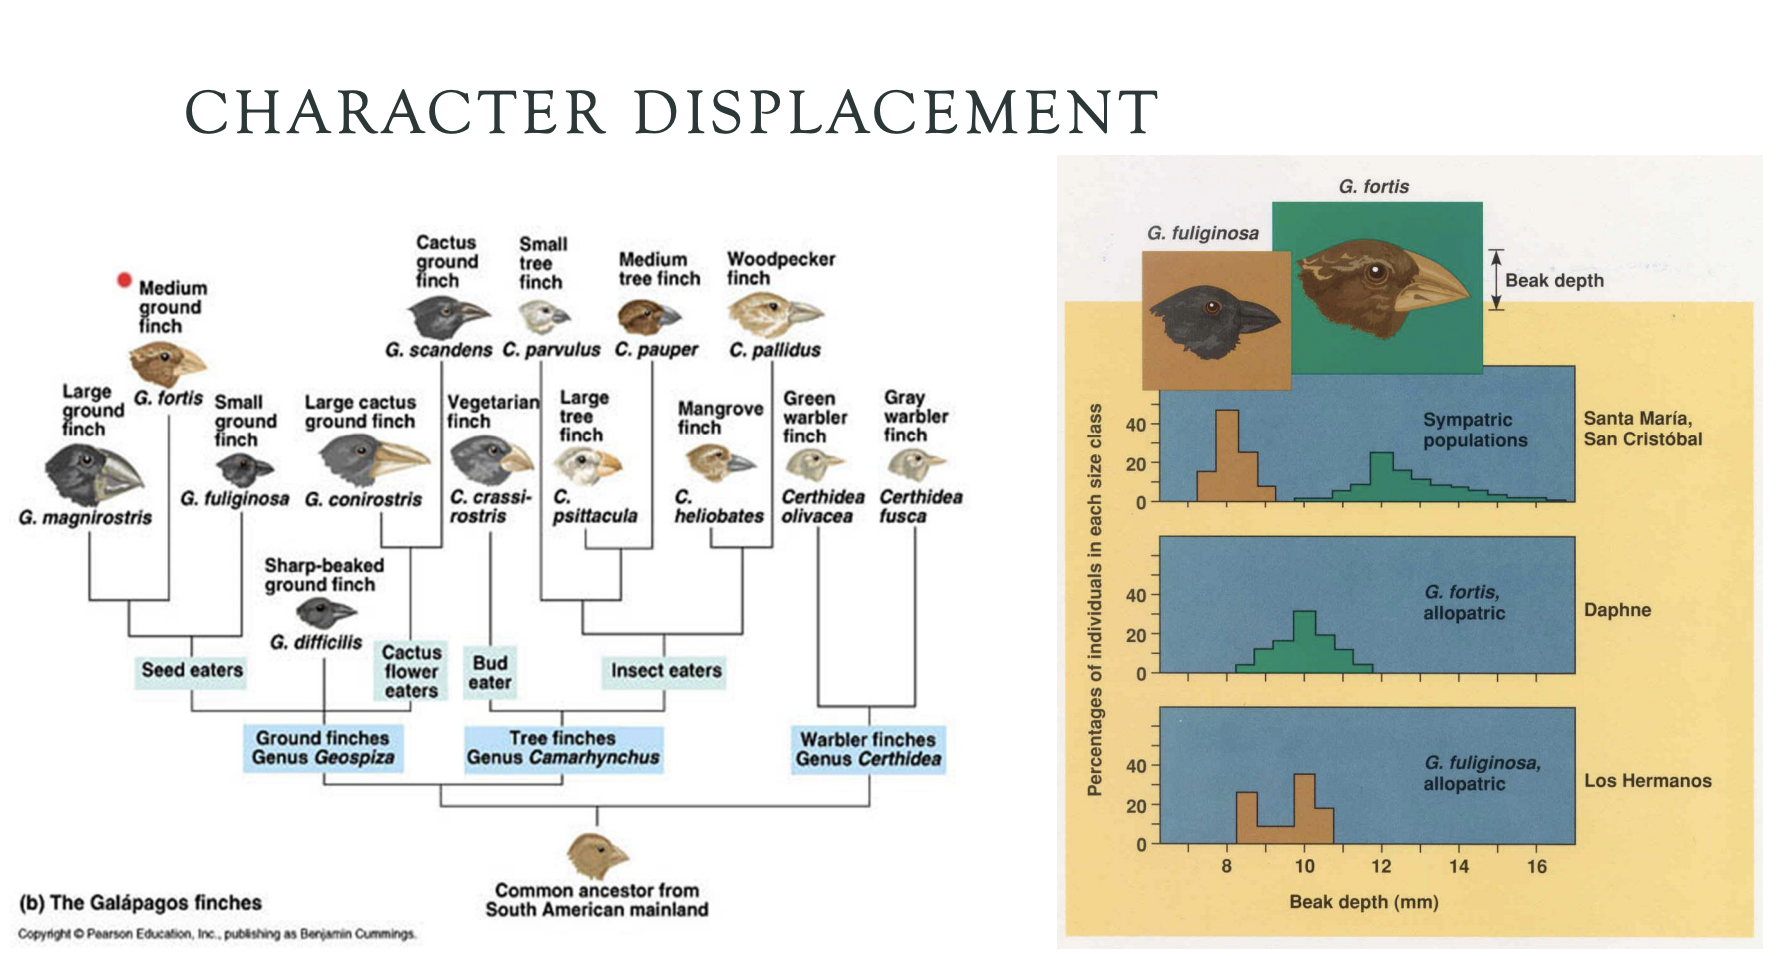 CHARACTER DISPLACEMENT
Cactus
ground
finch
G. scandens
Small
tree
finch
C. parvulus
Medium
tree finch
C. pauper
Woodpecker
finch
C. pallidus
Medium
ground
finch
G. fortis
Large
ground
finch
G. magnirostris
Small
ground
finch
G. fuliginosa
Large cactus
ground finch
G. conirostris
Vegetarian
finch
C. crassi-
rostris
Large
tree
finch
C.
psittacula
Mangrove
finch
C.
heliobates
Green
warbler
finch
Certhidea
olivacea
Gray
warbler
finch
Certhidea
fusca
Sharp-beaked
ground finch
G. difficilis
Seed eaters
Cactus
flower
eaters
Bud
eater
Insect eaters
Ground finches
Genus Geospiza
Tree finches
Genus Camarhynchus
Warbler finches
Genus Certhidea
Common ancestor from
South American mainland
(b) The Galápagos finches
Copyright © Pearson Education, Inc., publishing as Benjamin Cummings.
G. fortis
G. fuliginosa
Beak depth
Percentages of individuals in each size class
40
20
0
Sympatric
populations
Santa María,
San Cristóbal
40
20
0
G. fortis,
allopatric
Daphne
40
20
0
G. fuliginosa,
allopatric
Los Hermanos
8 10 12 14 16
Beak depth (mm)